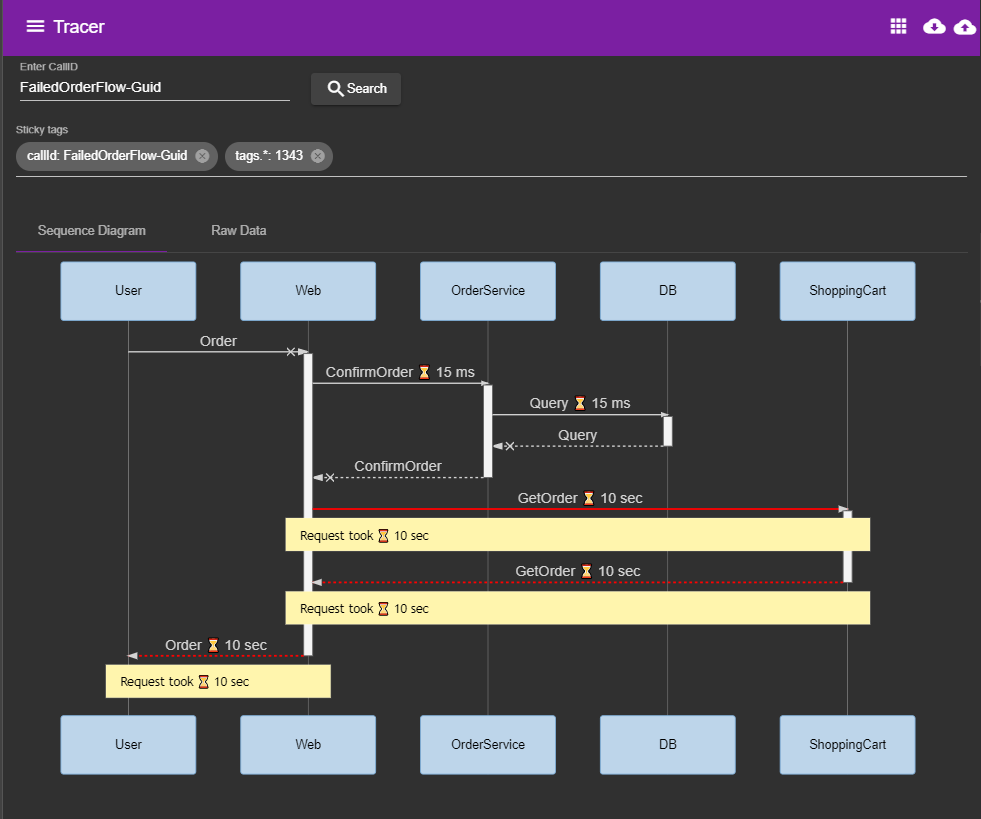 Tracer
Enter CallID
FailedOrderFlow-Guid
Search
Sticky tags
callId: FailedOrderFlow-Guid
tags.*: 1343
Sequence Diagram
Raw Data
User
Web
OrderService
DB
ShoppingCart
Order
ConfirmOrder ⏳ 15 ms
Query ⏳ 15 ms
Query
ConfirmOrder
GetOrder ⏳ 10 sec
Request took ⏳ 10 sec
GetOrder ⏳ 10 sec
Request took ⏳ 10 sec
Order ⏳ 10 sec
Request took ⏳ 10 sec
User
Web
OrderService
DB
ShoppingCart